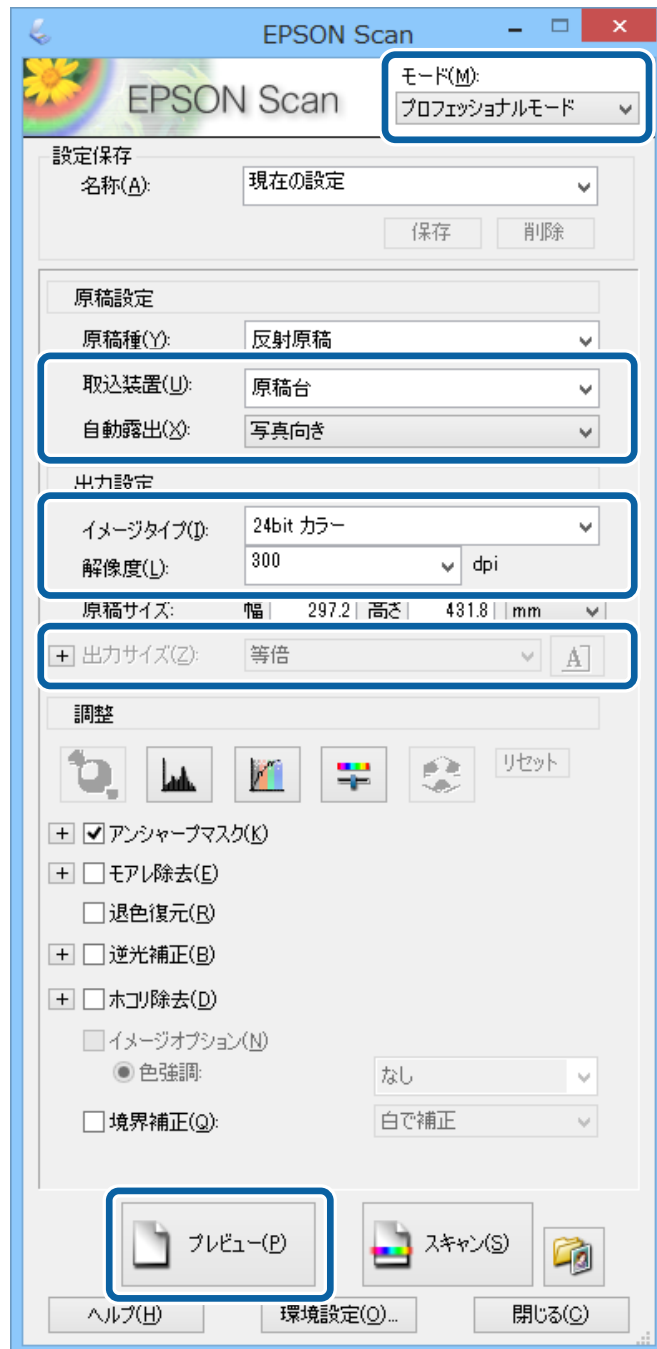 EPSON Scan
EPSON Scan
モード(M):
プロフェッショナルモード
設定保存
名称(A): 現在の設定
保存 削除
原稿設定
原稿種(Y): 反射原稿
取込装置(U): 原稿台
自動露出(X): 写真向き
出力設定
イメージタイプ(I): 24bit カラー
解像度(L): 300 dpi
原稿サイズ: 幅 297.2 高さ 431.8 mm
+ 出力サイズ(Z): 等倍 A
調整
リセット
+ アンシャープマスク(K)
+ モアレ除去(E)
退色復元(R)
+ 逆光補正(B)
+ ホコリ除去(D)
イメージオプション(N)
色強調: なし
境界補正(Q): 白で補正
プレビュー(P) スキャン(S)
ヘルプ(H) 環境設定(O)... 閉じる(C)